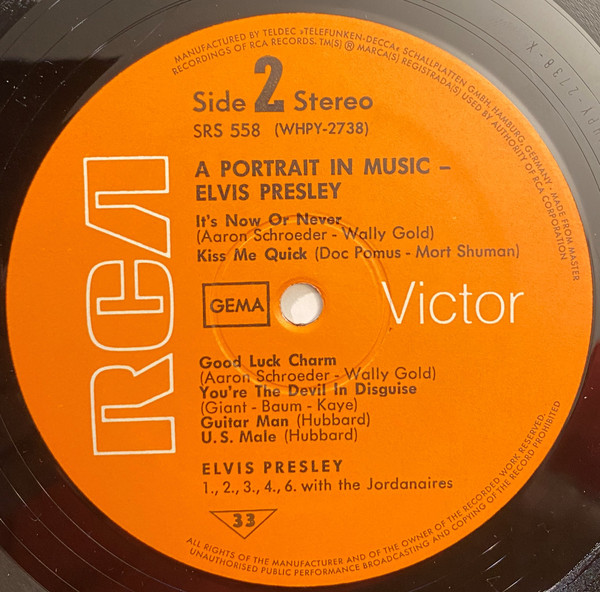 MANUFACTURED BY TELDEC »TELEFUNKEN-DECCA« SCHALLPLATTEN GMBH, HAMBURG, GERMANY - MADE FROM MASTER
RECORDINGS OF RCA RECORDS. TM(S) ® MARCA(S) REGISTRADA(S) USED BY AUTHORITY OF RCA CORPORATION
Side 2 Stereo
SRS 558 (WHPY-2738)
A PORTRAIT IN MUSIC –
ELVIS PRESLEY
It's Now Or Never
(Aaron Schroeder - Wally Gold)
Kiss Me Quick (Doc Pomus - Mort Shuman)
RCA
GEMA
Victor
Good Luck Charm
(Aaron Schroeder - Wally Gold)
You're The Devil In Disguise
(Giant - Baum - Kaye)
Guitar Man (Hubbard)
U.S. Male (Hubbard)
ELVIS PRESLEY
1., 2., 3., 4., 6. with the Jordanaires
33
ALL RIGHTS OF THE MANUFACTURER AND OF THE OWNER OF THE RECORDED WORK RESERVED.
UNAUTHORISED PUBLIC PERFORMANCE BROADCASTING AND COPYING OF THE RECORD PROHIBITED